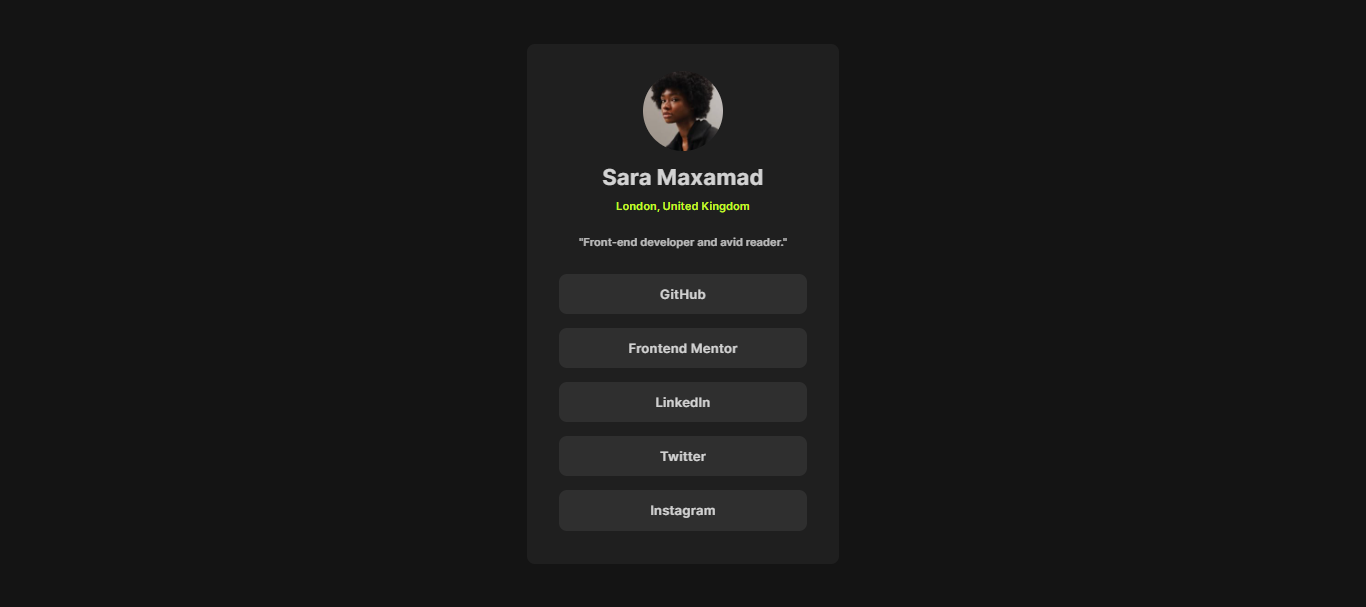 Sara Maxamad
London, United Kingdom
"Front-end developer and avid reader."
GitHub
Frontend Mentor
LinkedIn
Twitter
Instagram